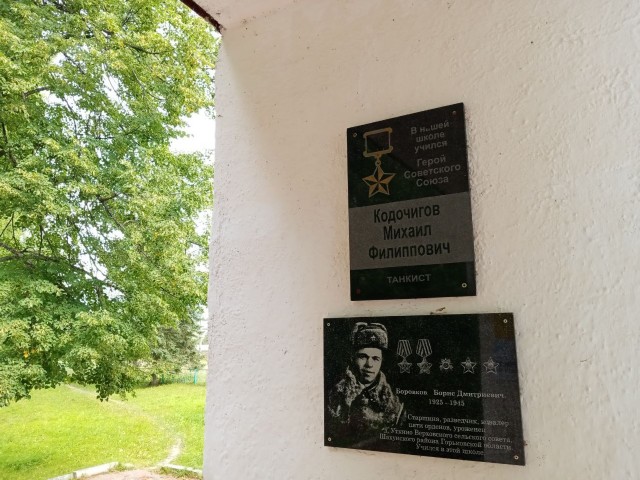 В нашей
школе
учился
Герой
Советского
Союза
Кодочигов
Михаил
Филиппович
ТАНКИСТ
Борис Дмитриевич
1925 - 1945
Старшина, разведчик, кавалер
пяти орденов, уроженец
Верховского сельского совета,
Шахунского района Горьковской области.
Учился в этой школе